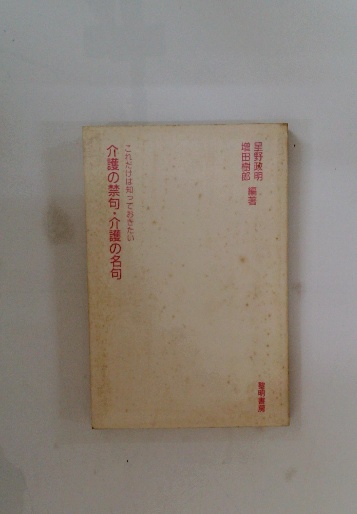 星野政明
増田樹郎 編著
これだけは知っておきたい
介護の禁句・介護の名句
黎明書房